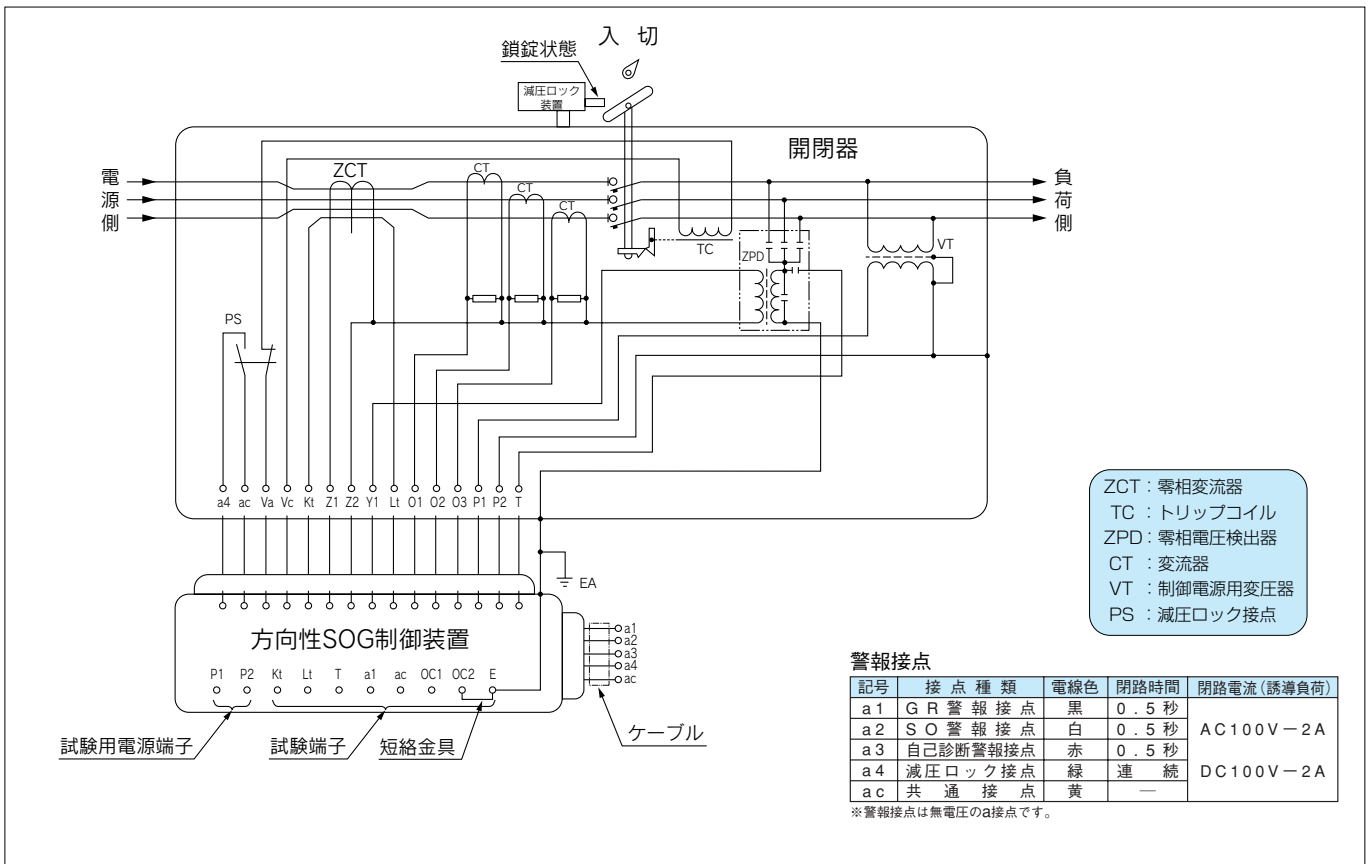 入 切
鎖錠状態
減圧ロック
装置
開閉器
ZCT
CT
CT
CT
電
源
側
負
荷
側
TC
ZPD
VT
PS
a4 ac Va Vc Kt Z1 Z2 Y1 Lt O1 O2 O3 P1 P2 T
EA
方向性SOG制御装置
P1 P2 Kt Lt T a1 ac OC1 OC2 E
a1
a2
a3
a4
ac
試験用電源端子
試験端子
短絡金具
ケーブル
ZCT：零相変流器
TC：トリップコイル
ZPD：零相電圧検出器
CT：変流器
VT：制御電源用変圧器
PS：減圧ロック接点
警報接点
記号 接点種類 電線色 閉路時間 閉路電流(誘導負荷)
a1 GR警報接点 黒 0.5秒 AC100V－2A
a2 SO警報接点 白 0.5秒
a3 自己診断警報接点 赤 0.5秒
a4 減圧ロック接点 緑 連続 DC100V－2A
ac 共通接点 黄 ―
※警報接点は無電圧のa接点です。